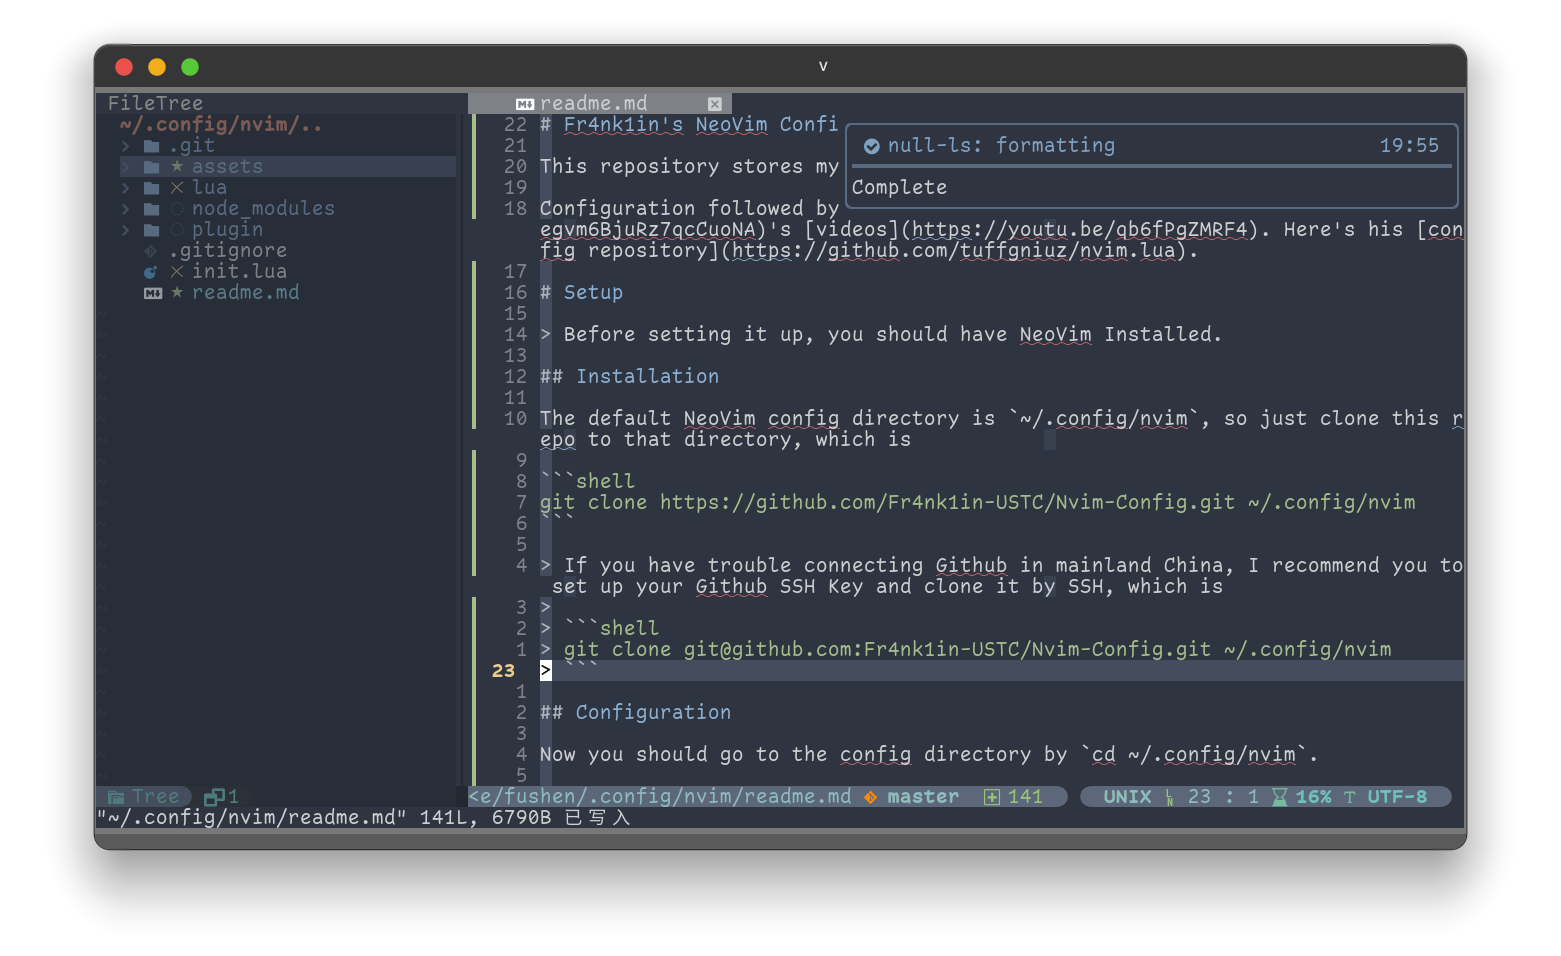 v
FileTree
~/.config/nvim/..
.git
assets
lua
node_modules
plugin
.gitignore
init.lua
readme.md
readme.md
22 # Fr4nk1in's NeoVim Confi
21
20 This repository stores my
19
18 Configuration followed by
egvm6BjuRz7qcCuoNA)'s [videos](https://youtu.be/qb6fPgZMRF4). Here's his [con
fig repository](https://github.com/tuffgniuz/nvim.lua).
17
16 # Setup
15
14 > Before setting it up, you should have NeoVim Installed.
13
12 ## Installation
11
10 The default NeoVim config directory is `~/.config/nvim`, so just clone this r
epo to that directory, which is
9
8 ```shell
7 git clone https://github.com/Fr4nk1in-USTC/Nvim-Config.git ~/.config/nvim
6 ```
5
4 > If you have trouble connecting Github in mainland China, I recommend you to
set up your Github SSH Key and clone it by SSH, which is
3 >
2 > ```shell
1 > git clone git@github.com:Fr4nk1in-USTC/Nvim-Config.git ~/.config/nvim
23 > ```
1
2 ## Configuration
3
4 Now you should go to the config directory by `cd ~/.config/nvim`.
5
null-ls: formatting 19:55
Complete
Tree 1
<e/fushen/.config/nvim/readme.md master 141 UNIX LN 23 : 1 16% UTF-8
"~/.config/nvim/readme.md" 141L, 6790B 已写入